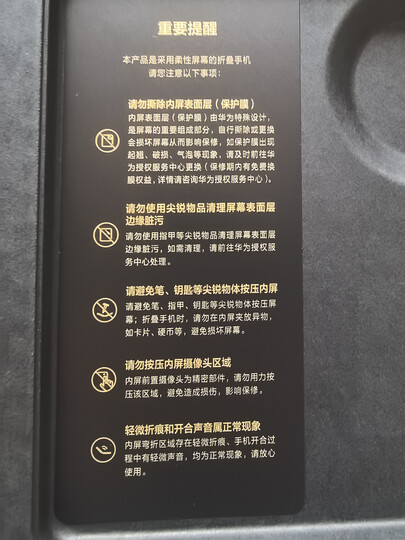 重要提醒
本产品是采用柔性屏幕的折叠手机
请您注意以下事项：
请勿撕除内屏表面层（保护膜）
内屏表面层（保护膜）由华为特殊设计，
是屏幕的重要组成部分，自行撕除或更换
会损坏屏幕从而影响保修，如保护膜出现
起翘、破损、气泡等现象，请及时前往华
为授权服务中心更换（保修期内有免费换
膜权益，详情请咨询华为授权服务中心）。
请勿使用尖锐物品清理屏幕表面层
边缘脏污
请勿使用指甲等尖锐物品清理屏幕表面层
边缘脏污，如需清理，请前往华为授权服
务中心处理。
请避免笔、钥匙等尖锐物体按压内屏
请避免笔、指甲、钥匙等尖锐物体按压屏
幕；折叠手机时，请勿在内屏夹放异物，
如卡片、硬币等，避免损坏屏幕。
请勿按压内屏摄像头区域
内屏前置摄像头为精密部件，请勿用力按
压该区域，避免造成损伤，影响保修。
轻微折痕和开合声音属正常现象
内屏弯折区域存在轻微折痕、手机开合过
程中有轻微声音，均为正常现象，请放心
使用。